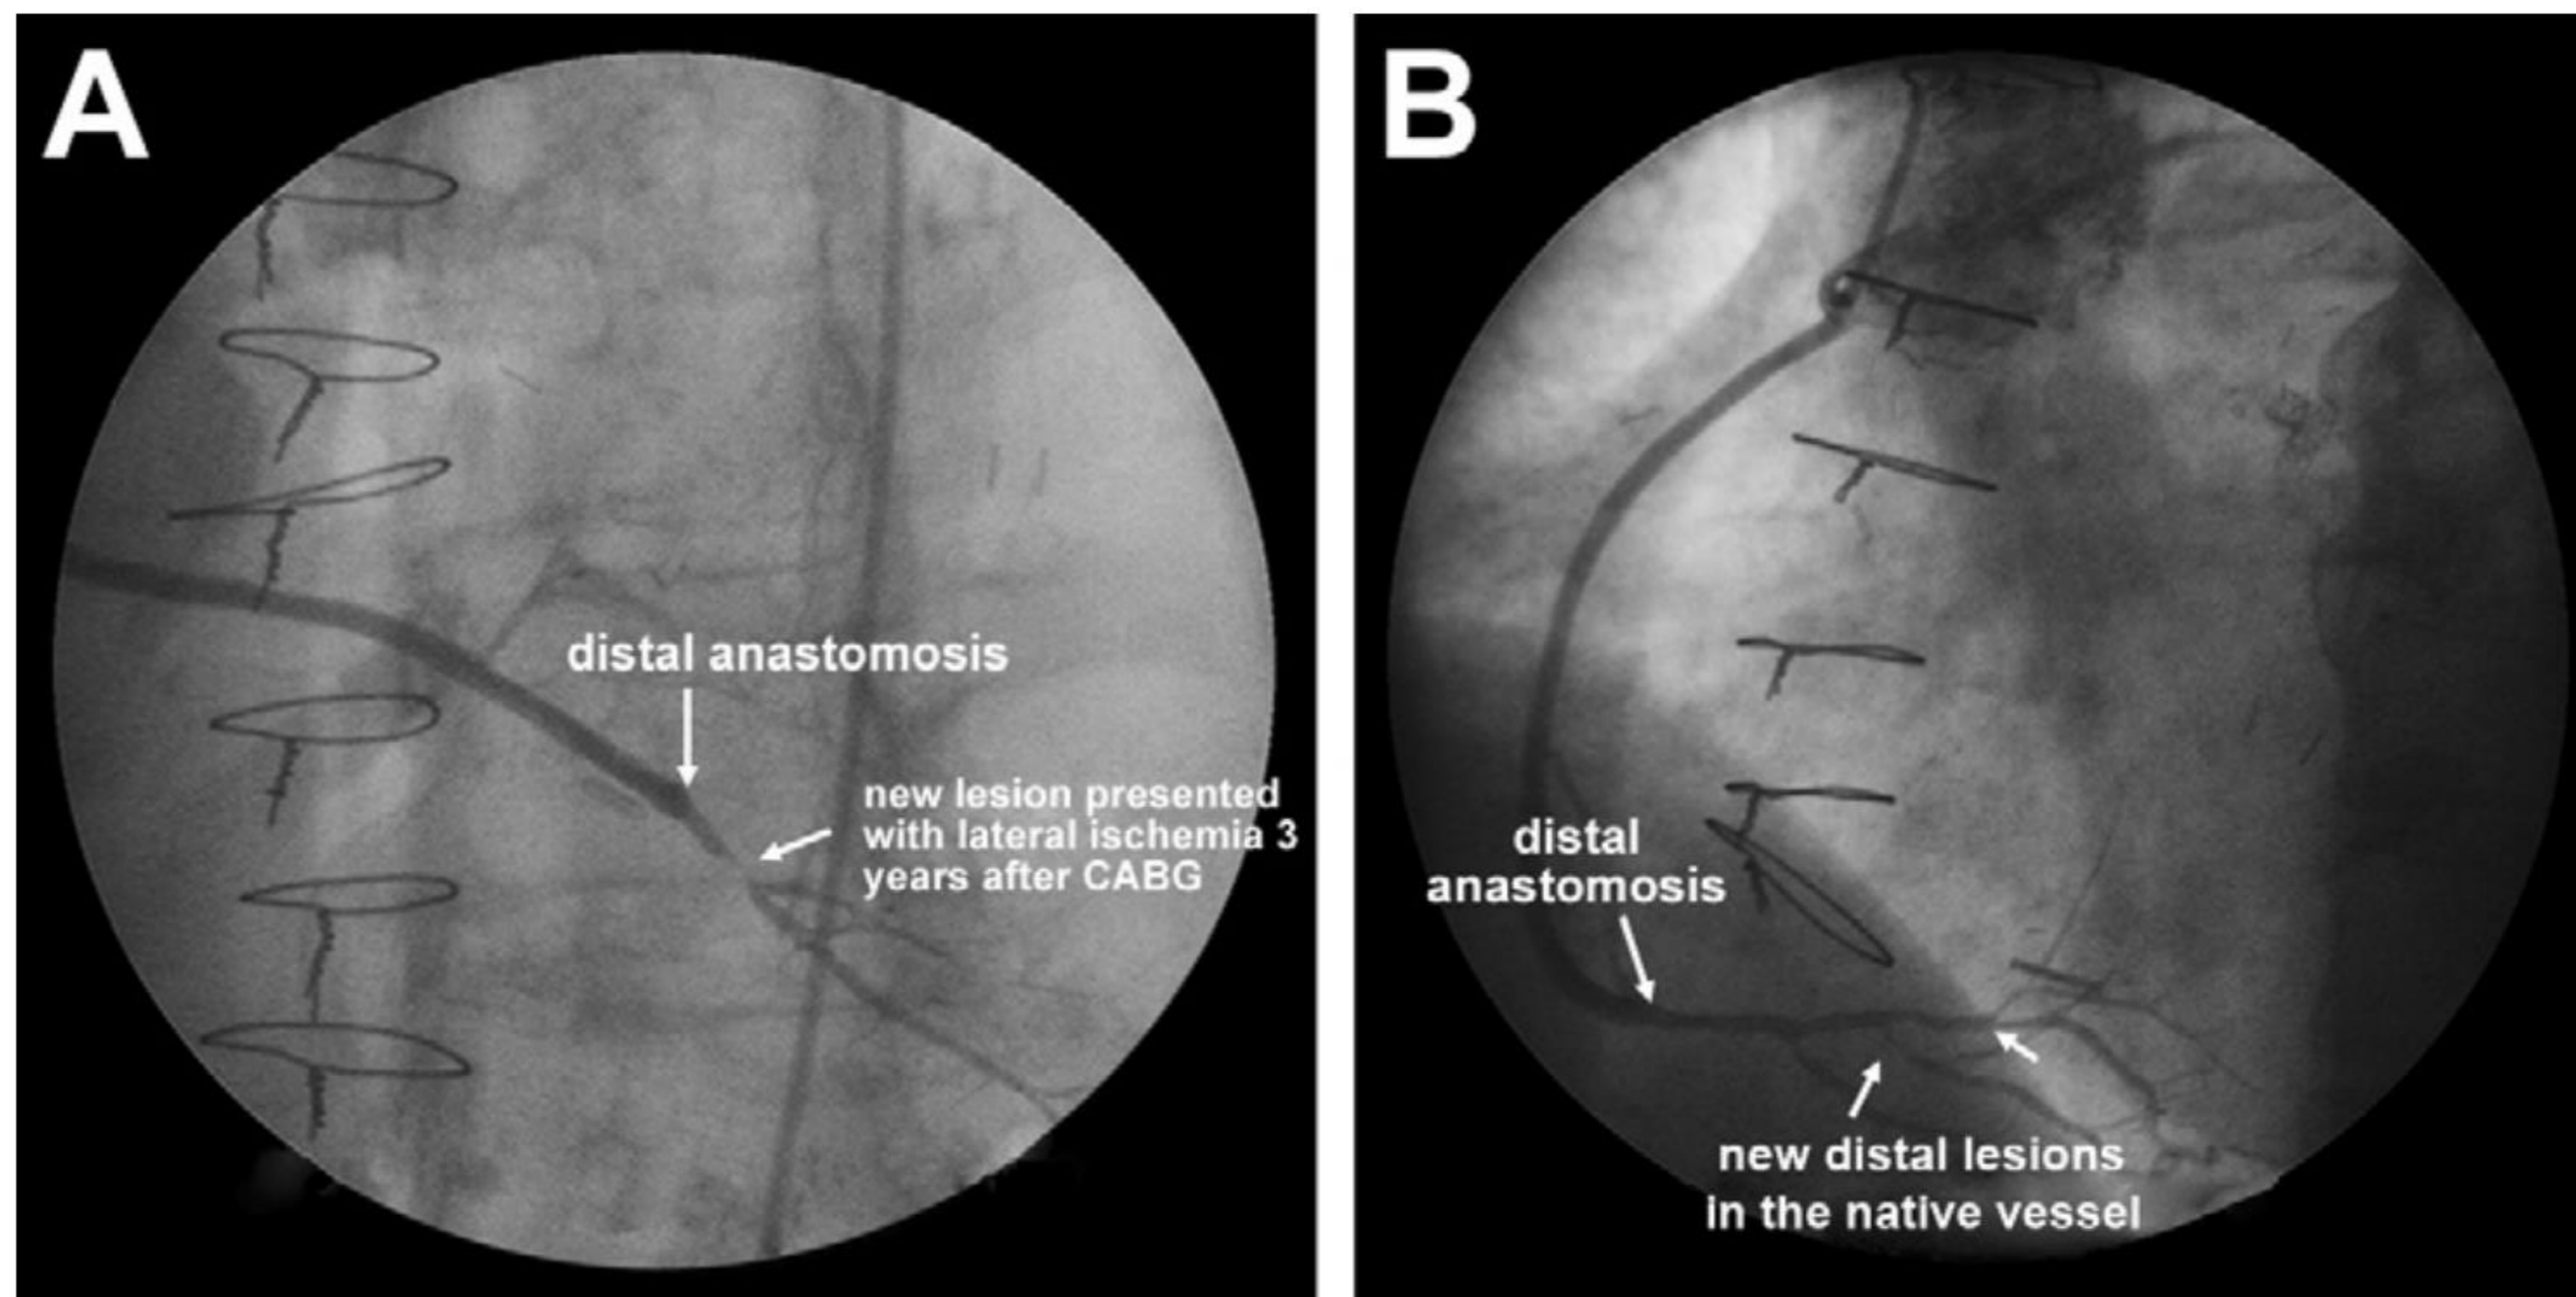 A
distal anastomosis
new lesion presented
with lateral ischemia 3
years after CABG
B
distal
anastomosis
new distal lesions
in the native vessel